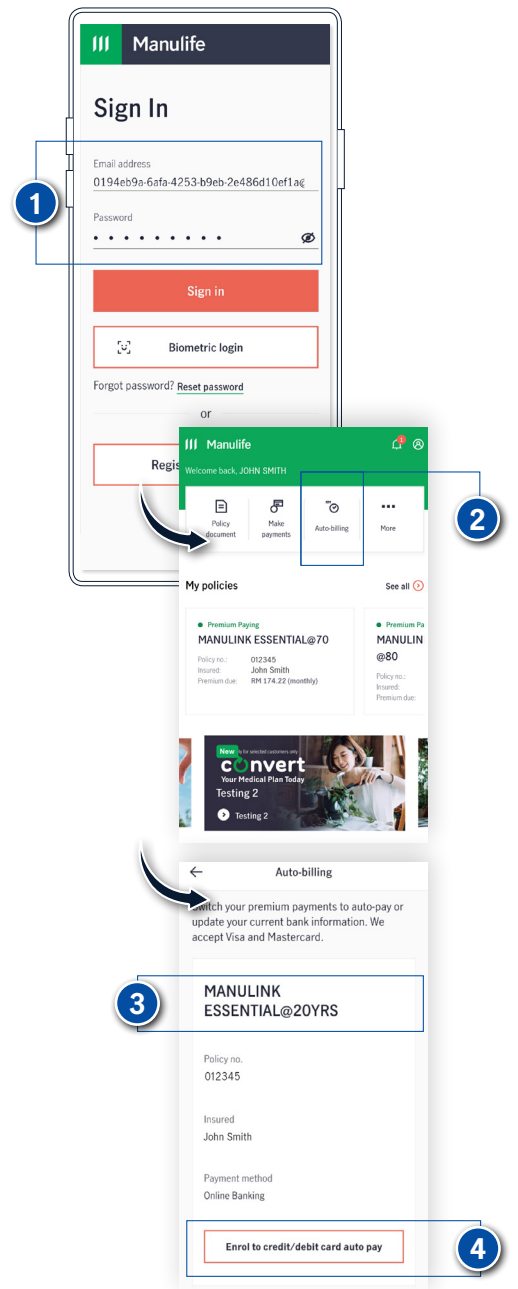 Manulife
Sign In
Email address
0194eb9a-6afa-4253-b9eb-2e486d10ef1a
1
Password
Sign in
Biometric login
Forgot password? Reset password
or
Regis
Manulife
1
Welcome back, JOHN SMITH
2
Policy document
Make payments
Auto-billing
More
My policies
See all
Premium Paying
MANULINK ESSENTIAL@70
Policy no.: 012345
Insured: John Smith
Premium due: RM 174.22 (monthly)
Premium Pa
MANULIN
@80
Policy no.:
Insured:
Premium due:
New for selected customers only
convert
Your Medical Plan Today
Testing 2
Testing 2
Auto-billing
Switch your premium payments to auto-pay or
update your current bank information. We
accept Visa and Mastercard.
3
MANULINK
ESSENTIAL@20YRS
Policy no.
012345
Insured
John Smith
Payment method
Online Banking
Enrol to credit/debit card auto pay
4